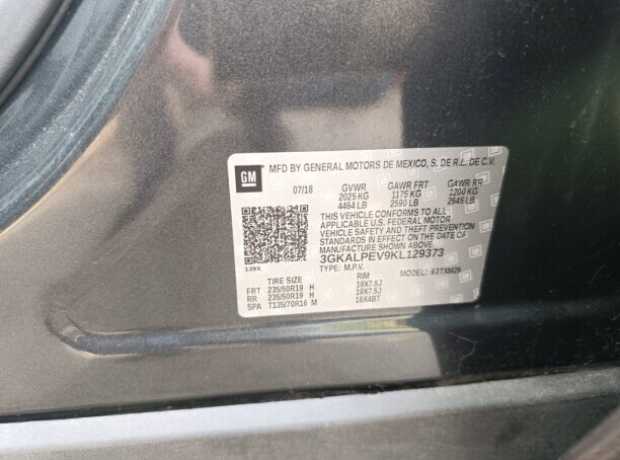 GM MFD BY GENERAL MOTORS DE MEXICO, S. DE R.L. DE C.V.
07/18 GVWR GAWR FRT GAWR RR
2025 KG 1175 KG 1200 KG
4464 LB 2590 LB 2645 LB
THIS VEHICLE CONFORMS TO ALL
APPLICABLE U.S. FEDERAL MOTOR
VEHICLE SAFETY AND THEFT PREVENTION
STANDARDS IN EFFECT ON THE DATE OF
MANUFACTURE SHOWN ABOVE.
3GKALPEV9KL129373
TYPE: M.P.V. MODEL:
TIRE SIZE RIM
FRT 235/50R19 H 19X7.5J
RR 235/50R19 H 19X7.5J
SPA T135/70R16 M 16X4BT